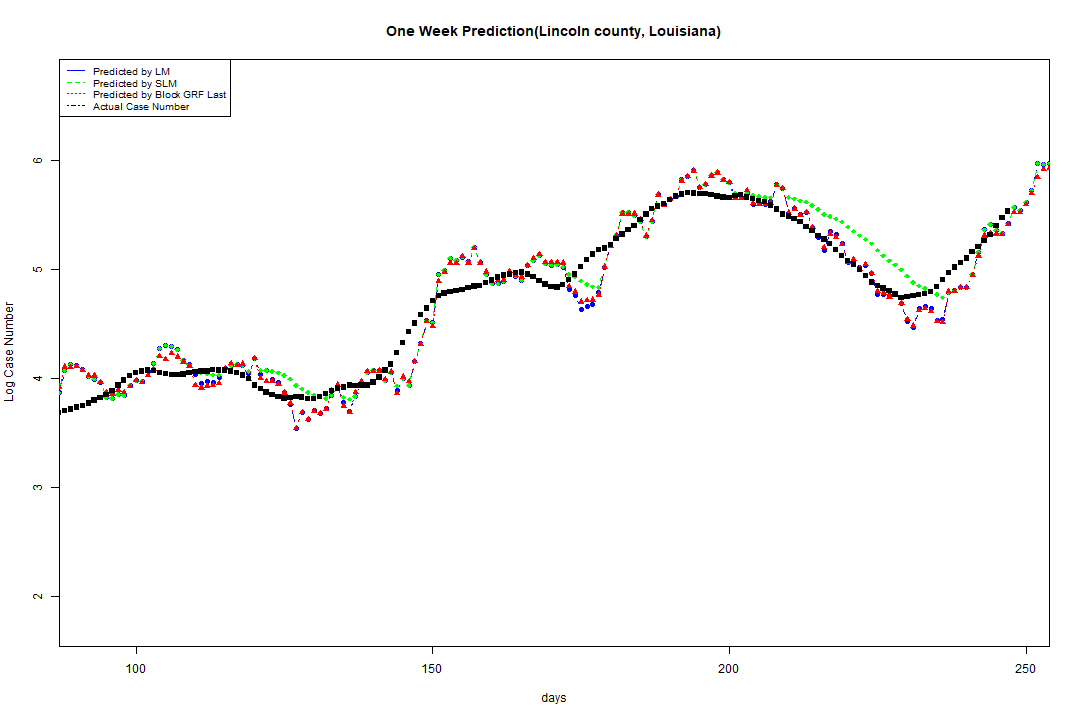 One Week Prediction(Lincoln county, Louisiana)
Predicted by LM
Predicted by SLM
Predicted by Block GRF Last
Actual Case Number
Log Case Number
6
5
4
3
2
100 150 200 250
days